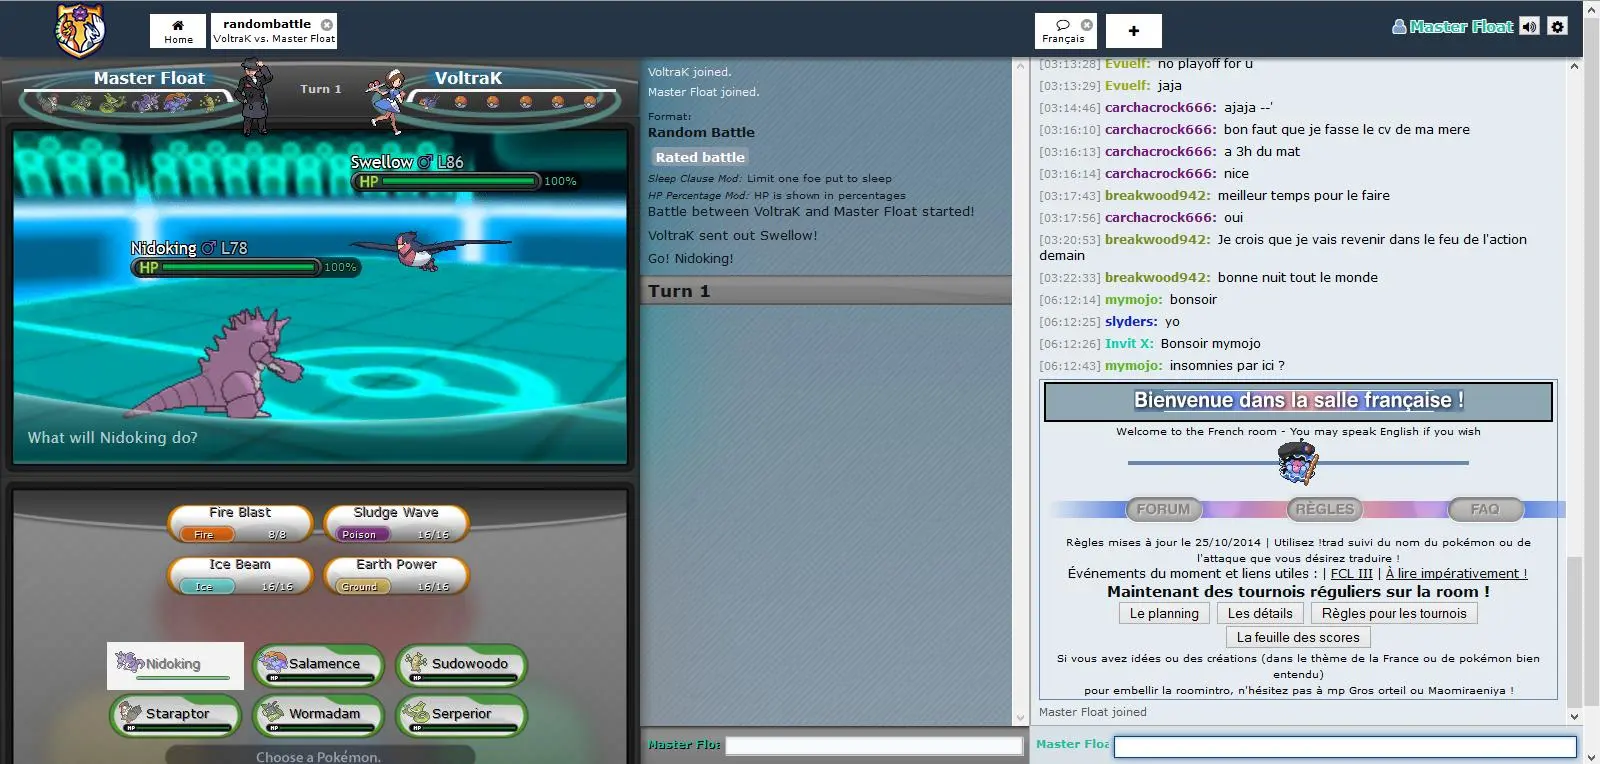 Home
randombattle
VoltraK vs. Master Float
Français
+
Master Float
Master Float
Turn 1
VoltraK
Swellow ♂ L86
HP 100%
Nidoking ♂ L78
HP 100%
What will Nidoking do?
Fire Blast
Fire 8/8
Sludge Wave
Poison 16/16
Ice Beam
Ice 16/16
Earth Power
Ground 16/16
Nidoking
Salamence
HP
Sudowoodo
HP
Staraptor
HP
Wormadam
HP
Serperior
HP
Choose a Pokémon.
VoltraK joined.
Master Float joined.
Format:
Random Battle
Rated battle
Sleep Clause Mod: Limit one foe put to sleep
HP Percentage Mod: HP is shown in percentages
Battle between VoltraK and Master Float started!
VoltraK sent out Swellow!
Go! Nidoking!
Turn 1
Master Flo
[03:13:28] Evuelf: no playoff for u
[03:13:29] Evuelf: jaja
[03:14:46] carchacrock666: ajaja --'
[03:16:10] carchacrock666: bon faut que je fasse le cv de ma mere
[03:16:13] carchacrock666: a 3h du mat
[03:16:14] carchacrock666: nice
[03:17:43] breakwood942: meilleur temps pour le faire
[03:17:56] carchacrock666: oui
[03:20:53] breakwood942: Je crois que je vais revenir dans le feu de l'action
demain
[03:22:33] breakwood942: bonne nuit tout le monde
[06:12:14] mymojo: bonsoir
[06:12:25] slyders: yo
[06:12:26] Invit X: Bonsoir mymojo
[06:12:43] mymojo: insomnies par ici ?
Bienvenue dans la salle française !
Welcome to the French room - You may speak English if you wish
FORUM RÈGLES FAQ
Règles mises à jour le 25/10/2014 | Utilisez !trad suivi du nom du pokémon ou de
l'attaque que vous désirez traduire !
Événements du moment et liens utiles : | FCL III | À lire impérativement !
Maintenant des tournois réguliers sur la room !
Le planning Les détails Règles pour les tournois
La feuille des scores
Si vous avez idées ou des créations (dans le thème de la France ou de pokémon bien
entendu)
pour embellir la roomintro, n'hésitez pas à mp Gros orteil ou Maomiraeniya !
Master Float joined
Master Floa